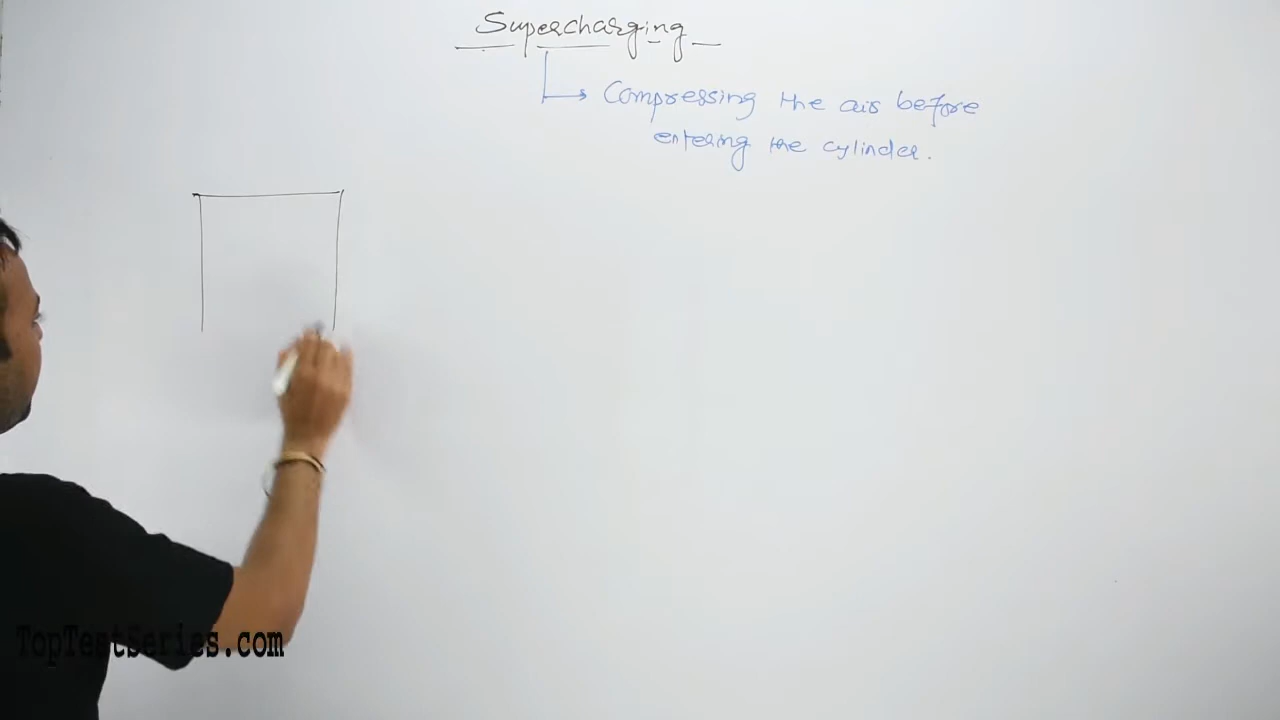 Supercharging
Compressing the air before
entering the cylinder.
TopTestSeries.com